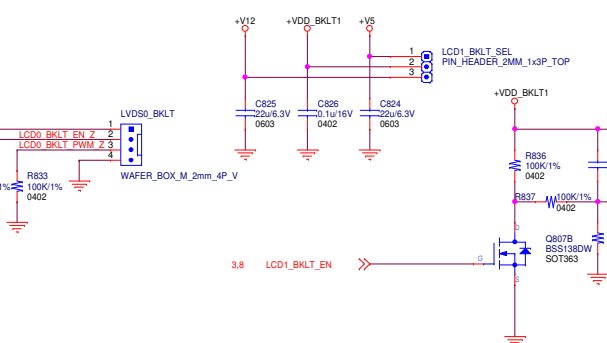 +V12
+VDD_BKLT1
+V5
1
2
3
LCD1_BKLT_SEL
PIN_HEADER_2MM_1x3P_TOP
+VDD_BKLT1
C825
22u/6.3V
0603
C826
0.1u/16V
0402
C824
22u/6.3V
0603
LVDS0_BKLT
1
LCD0_BKLT_EN_Z 2
LCD0_BKLT_PWM_Z 3
4
WAFER_BOX_M_2mm_4P_V
1%
R833
100K/1%
0402
R836
100K/1%
0402
R837
100K/1%
0402
D
G
S
Q807B
BSS138DW
SOT363
3,8
LCD1_BKLT_EN